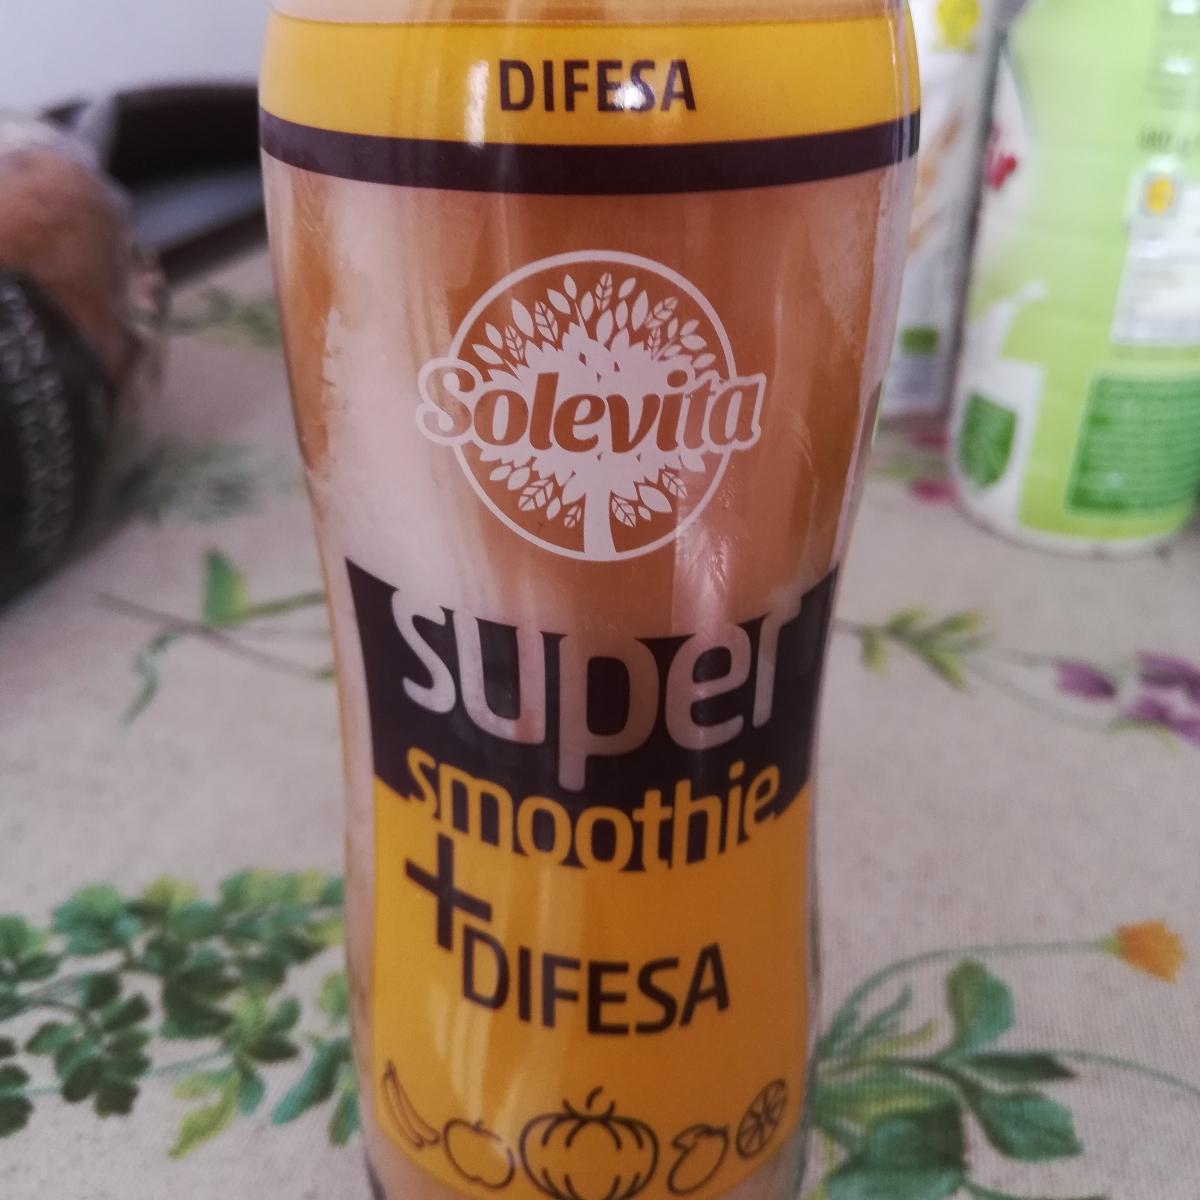 DIFESA
Solevita
super
smoothie
+
DIFESA